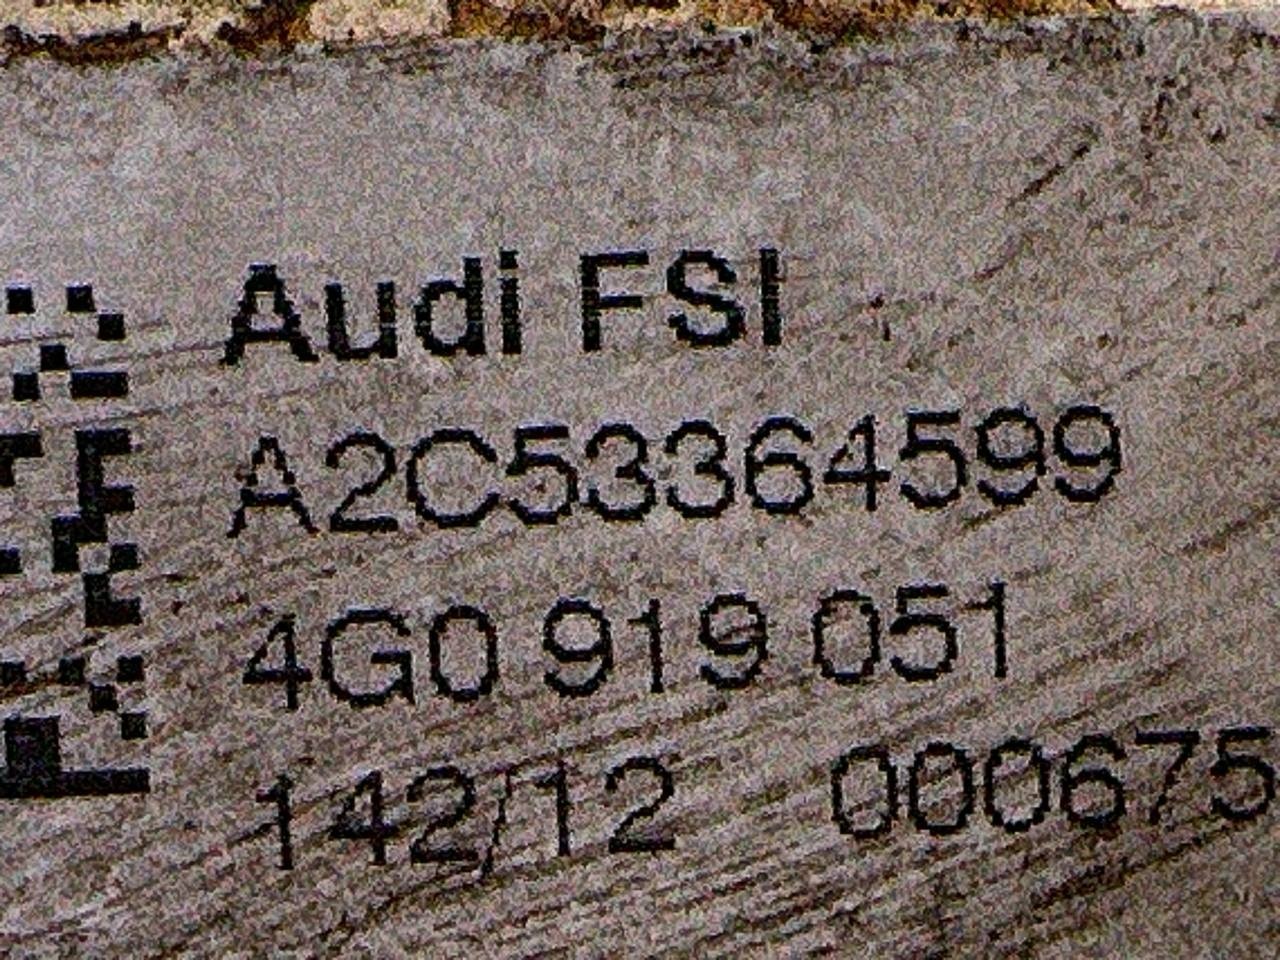 Audi FSI
A2C53364599
4G0 919 051
142/12 000675